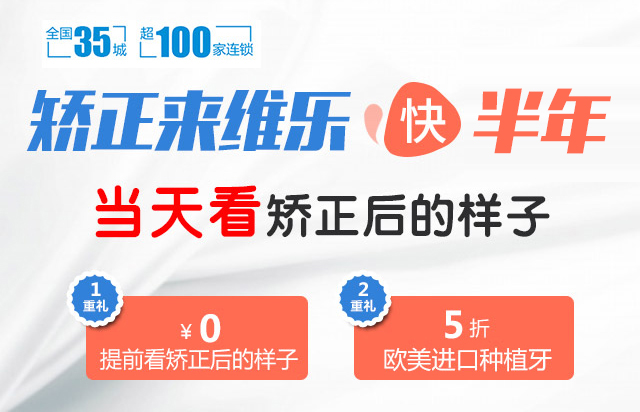 全国35城 超100家连锁
矫正来维乐 快 半年
当天看矫正后的样子
1 重礼
¥0
提前看矫正后的样子
2 重礼
5折
欧美进口种植牙